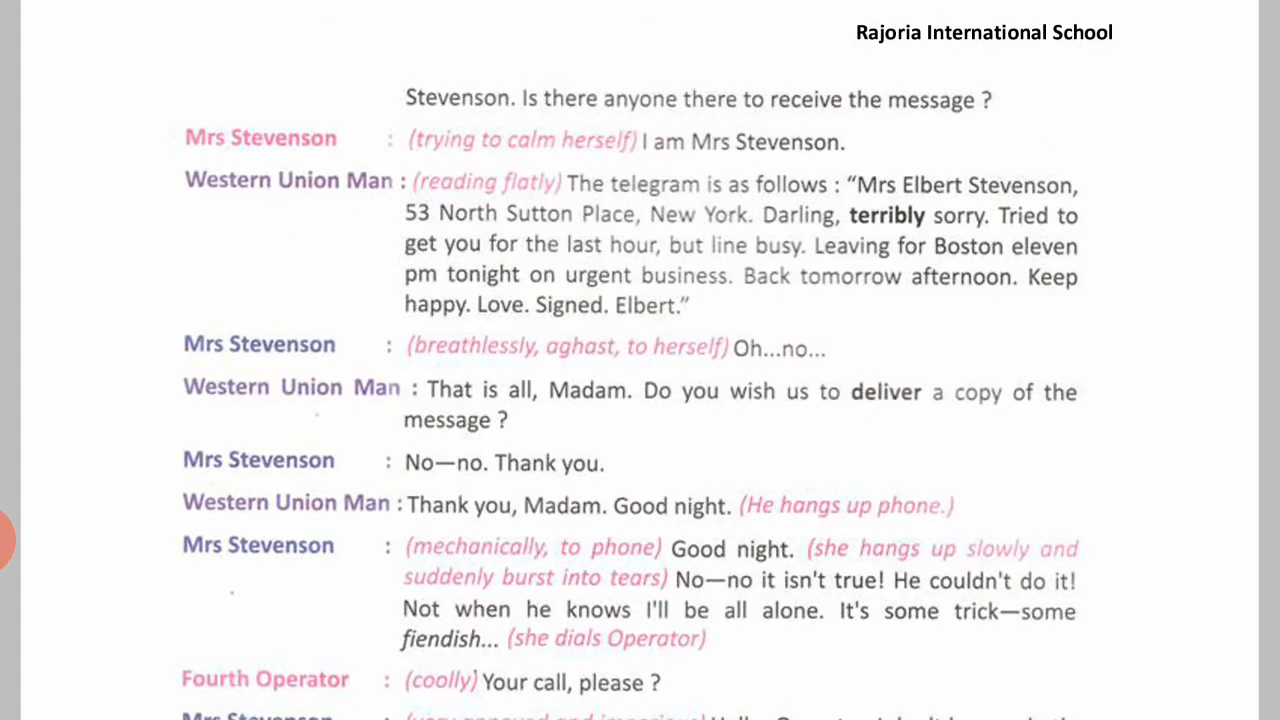 Rajoria International School
Stevenson. Is there anyone there to receive the message ?
Mrs Stevenson : (trying to calm herself) I am Mrs Stevenson.
Western Union Man : (reading flatly) The telegram is as follows : “Mrs Elbert Stevenson,
53 North Sutton Place, New York. Darling, terribly sorry. Tried to
get you for the last hour, but line busy. Leaving for Boston eleven
pm tonight on urgent business. Back tomorrow afternoon. Keep
happy. Love. Signed. Elbert.”
Mrs Stevenson : (breathlessly, aghast, to herself) Oh...no...
Western Union Man : That is all, Madam. Do you wish us to deliver a copy of the
message ?
Mrs Stevenson : No—no. Thank you.
Western Union Man : Thank you, Madam. Good night. (He hangs up phone.)
Mrs Stevenson : (mechanically, to phone) Good night. (she hangs up slowly and
suddenly burst into tears) No—no it isn't true! He couldn't do it!
Not when he knows I'll be all alone. It's some trick—some
fiendish... (she dials Operator)
Fourth Operator : (coolly) Your call, please ?
Mrs Stevenson :